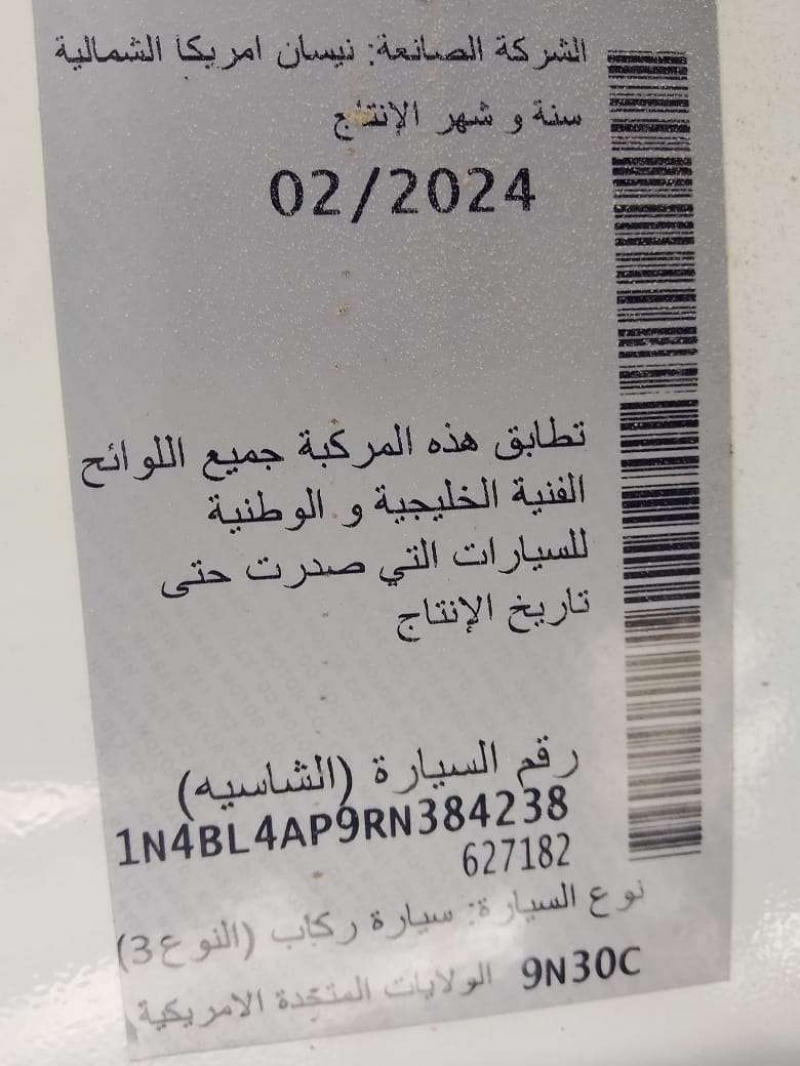 الشركة الصانعة: نيسان امريكا الشمالية
سنة و شهر الإنتاج
02/2024
تطابق هذه المركبة جميع اللوائح
الفنية الخليجية و الوطنية
للسيارات التي صدرت حتى
تاريخ الإنتاج
رقم السيارة (الشاسيه)
1N4BL4AP9RN384238
627182
نوع السيارة: سيارة ركاب (النوع 3)
9N30C الولايات المتحدة الامريكية